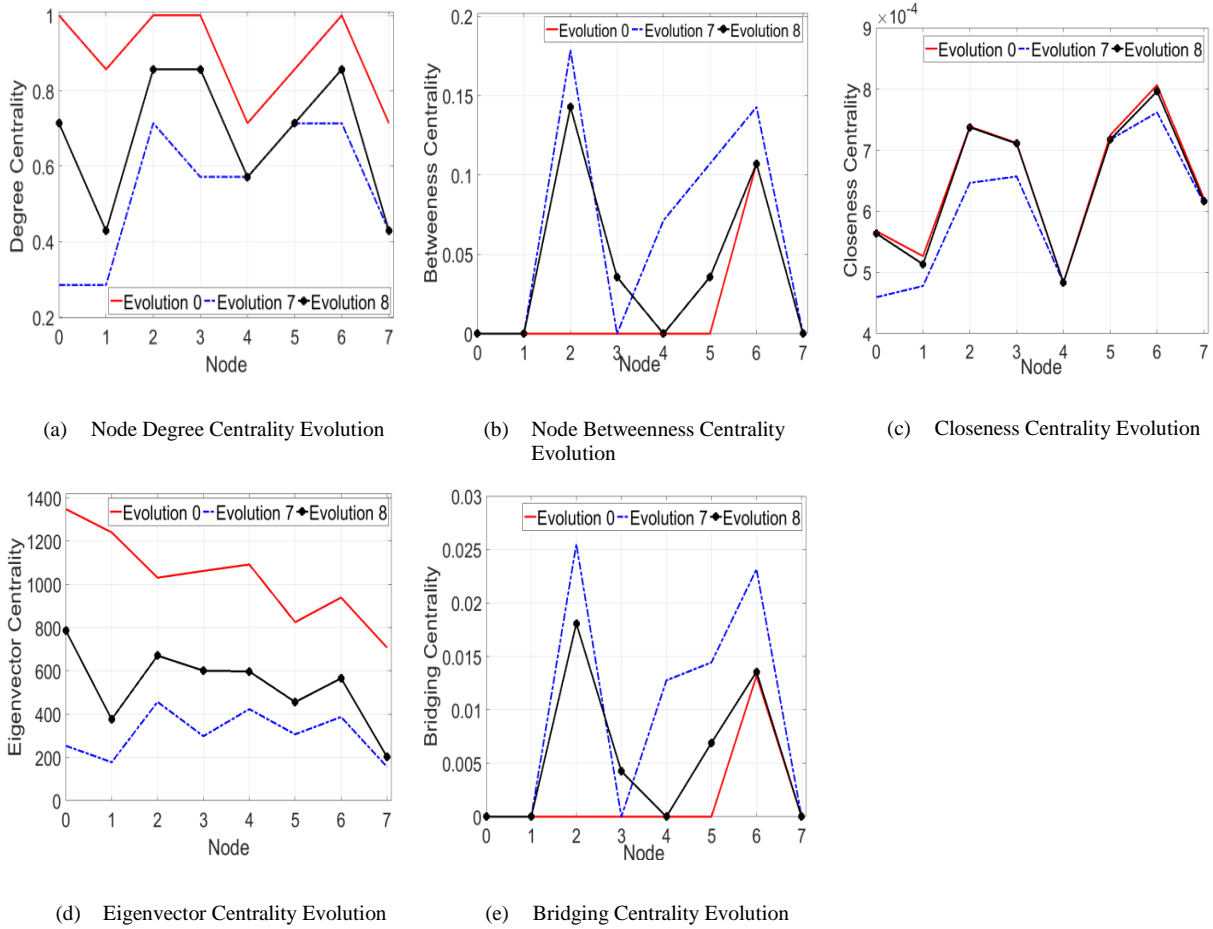 Degree Centrality
1
0.8
0.6
0.4
0.2
Evolution 0 Evolution 7 Evolution 8
0 1 2 3 4 5 6 7
Node
(a) Node Degree Centrality Evolution
Betweeness Centrality
0.2
0.15
0.1
0.05
0
Evolution 0 Evolution 7 Evolution 8
0 1 2 3 4 5 6 7
Node
(b) Node Betweenness Centrality
Evolution
Closeness Centrality
×10-4
9
8
7
6
5
4
Evolution 0 Evolution 7 Evolution 8
0 1 2 3 4 5 6 7
Node
(c) Closeness Centrality Evolution
Eigenvector Centrality
1400
1200
1000
800
600
400
200
0
Evolution 0 Evolution 7 Evolution 8
0 1 2 3 4 5 6 7
Node
(d) Eigenvector Centrality Evolution
Bridging Centrality
0.03
0.025
0.02
0.015
0.01
0.005
0
Evolution 0 Evolution 7 Evolution 8
0 1 2 3 4 5 6 7
Node
(e) Bridging Centrality Evolution